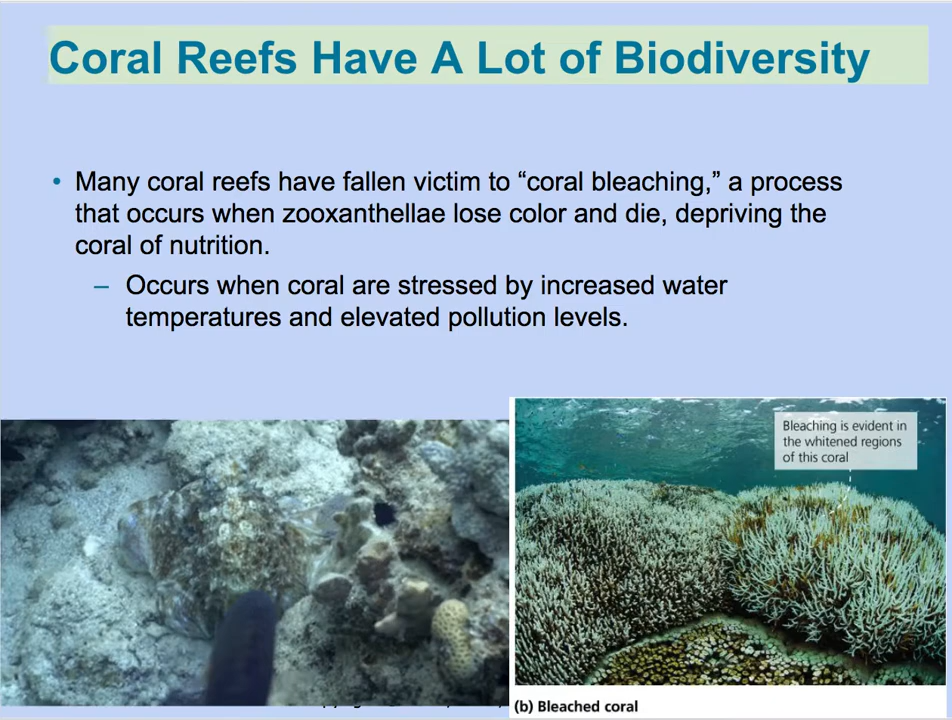 Coral Reefs Have A Lot of Biodiversity
• Many coral reefs have fallen victim to “coral bleaching,” a process
that occurs when zooxanthellae lose color and die, depriving the
coral of nutrition.
– Occurs when coral are stressed by increased water
temperatures and elevated pollution levels.
Bleaching is evident in
the whitened regions
of this coral
(b) Bleached coral